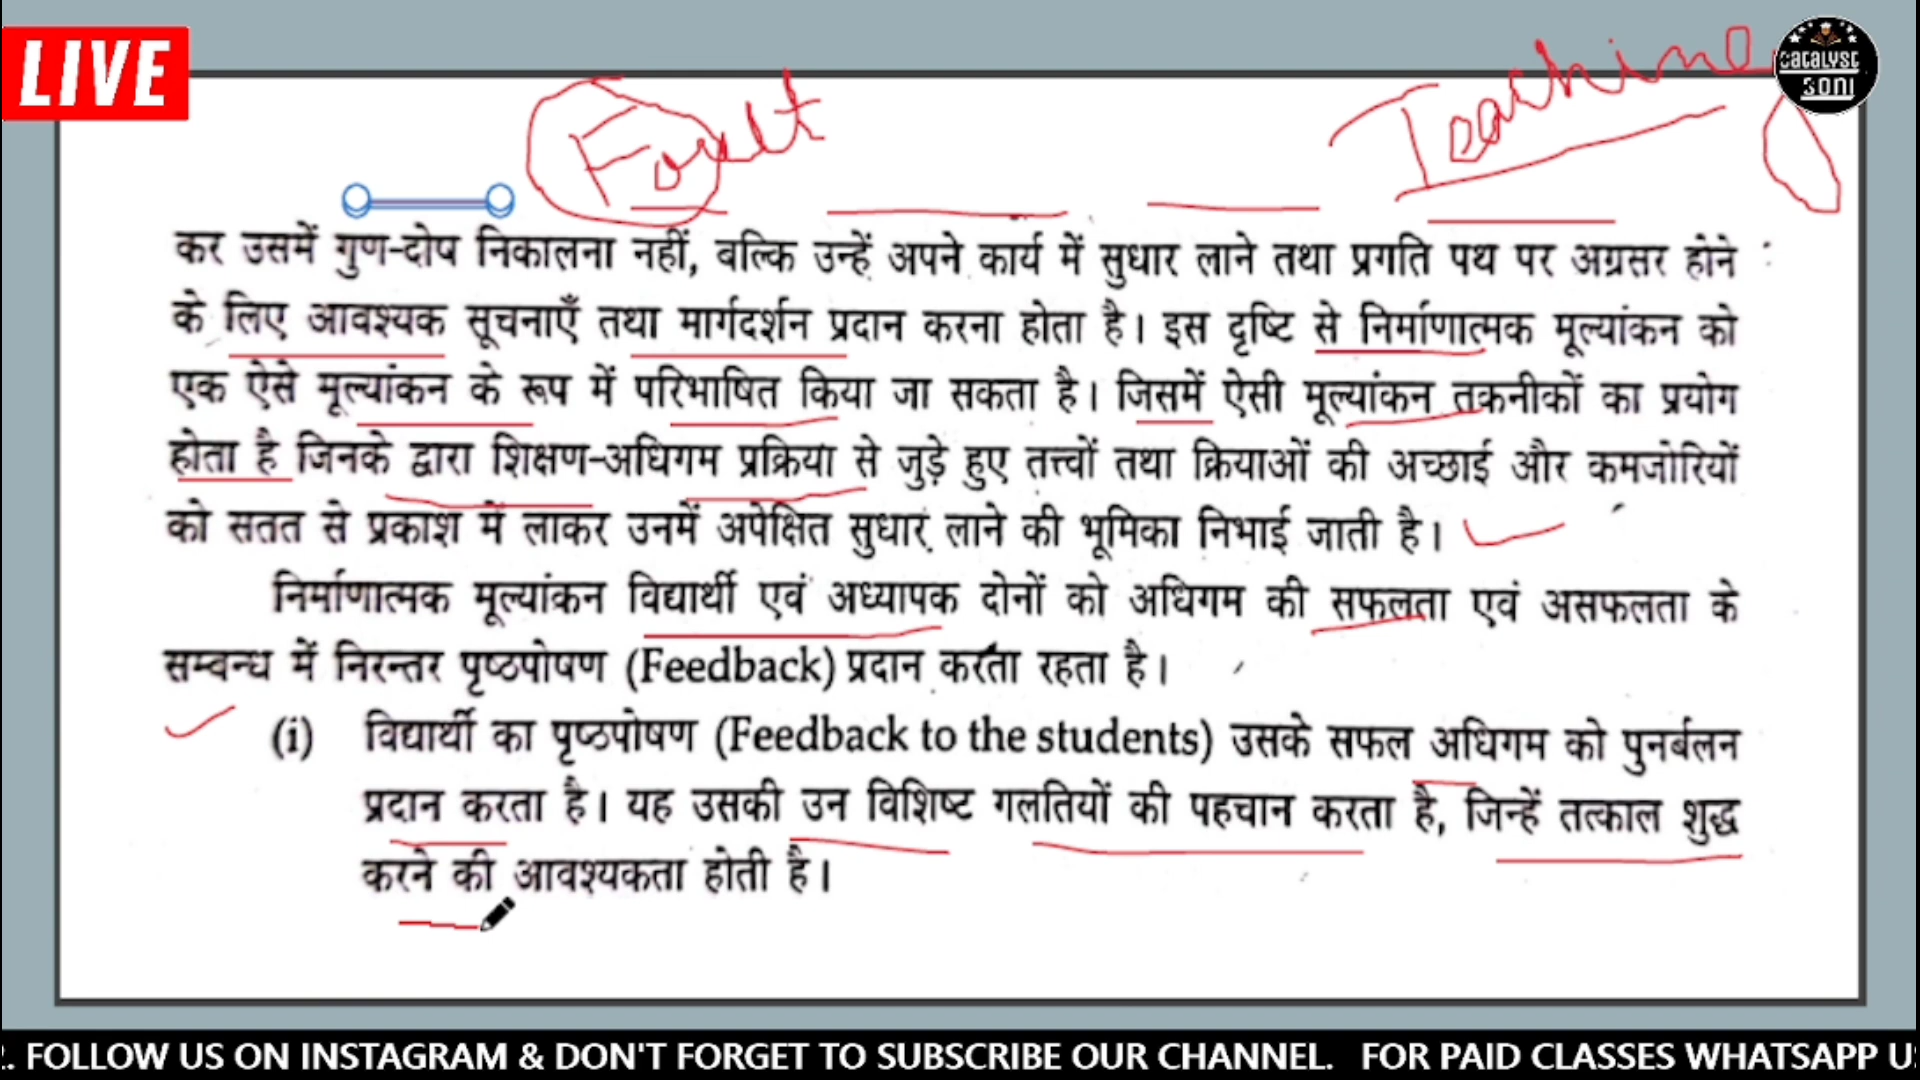 LIVE
Teaching
catalyst
SONI
कर उसमें गुण-दोष निकालना नहीं, बल्कि उन्हें अपने कार्य में सुधार लाने तथा प्रगति पथ पर अग्रसर होने
के लिए आवश्यक सूचनाएँ तथा मार्गदर्शन प्रदान करना होता है। इस दृष्टि से निर्माणात्मक मूल्यांकन को
एक ऐसे मूल्यांकन के रूप में परिभाषित किया जा सकता है। जिसमें ऐसी मूल्यांकन तकनीकों का प्रयोग
होता है जिनके द्वारा शिक्षण-अधिगम प्रक्रिया से जुड़े हुए तत्त्वों तथा क्रियाओं की अच्छाई और कमजोरियों
को सतत से प्रकाश में लाकर उनमें अपेक्षित सुधार लाने की भूमिका निभाई जाती है।
निर्माणात्मक मूल्यांकन विद्यार्थी एवं अध्यापक दोनों को अधिगम की सफलता एवं असफलता के
सम्वन्ध में निरन्तर पृष्ठपोषण (Feedback) प्रदान करता रहता है।
(i) विद्यार्थी का पृष्ठपोषण (Feedback to the students) उसके सफल अधिगम को पुनर्बलन
प्रदान करता है। यह उसकी उन विशिष्ट गलतियों की पहचान करता है, जिन्हें तत्काल शुद्ध
करने की आवश्यकता होती है।
. FOLLOW US ON INSTAGRAM & DON'T FORGET TO SUBSCRIBE OUR CHANNEL. FOR PAID CLASSES WHATSAPP U